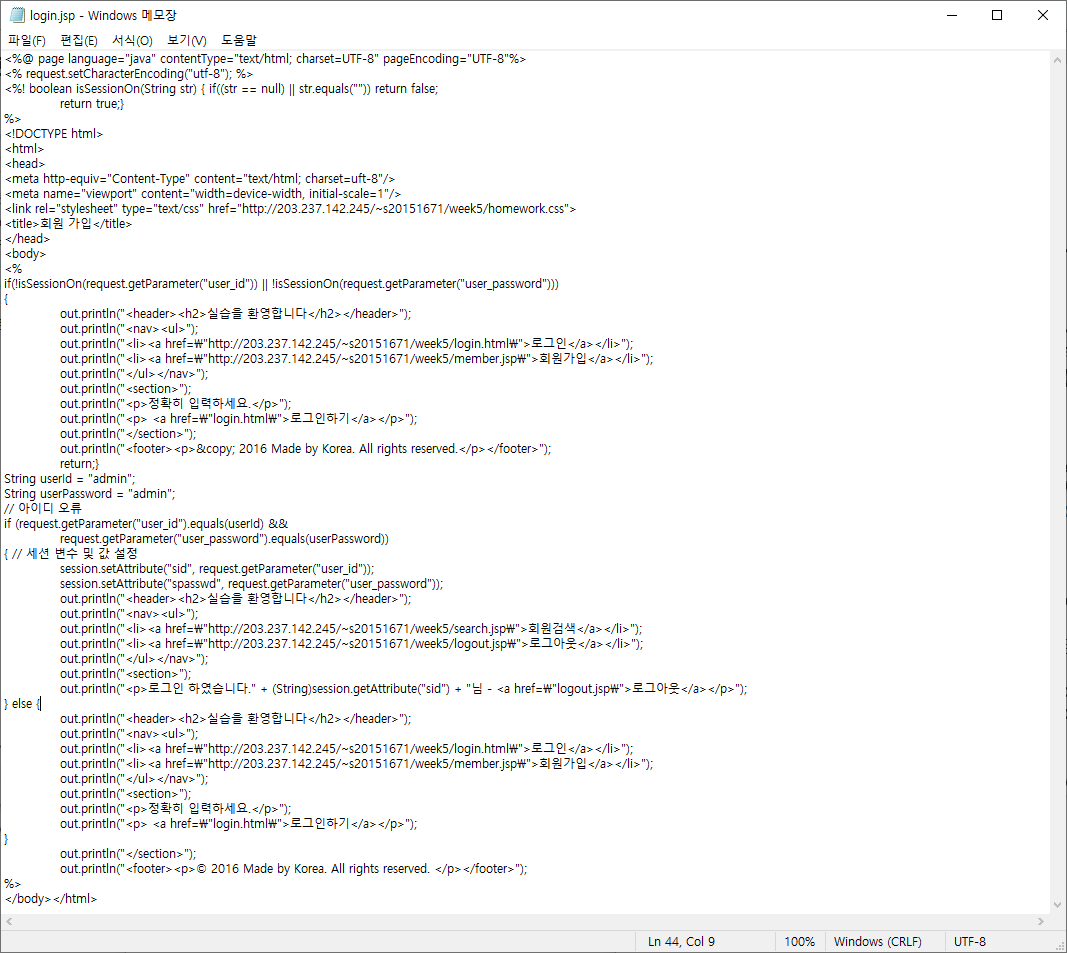 login.jsp - Windows 메모장
파일(F) 편집(E) 서식(O) 보기(V) 도움말
<%@ page language="java" contentType="text/html; charset=UTF-8" pageEncoding="UTF-8"%>
<% request.setCharacterEncoding("utf-8"); %>
<%! boolean isSessionOn(String str) { if((str == null) || str.equals("")) return false;
return true;}
%>
<!DOCTYPE html>
<html>
<head>
<meta http-equiv="Content-Type" content="text/html; charset=uft-8"/>
<meta name="viewport" content="width=device-width, initial-scale=1"/>
<link rel="stylesheet" type="text/css" href="http://203.237.142.245/~s20151671/week5/homework.css">
<title>회원 가입</title>
</head>
<body>
<%
if(!isSessionOn(request.getParameter("user_id")) || !isSessionOn(request.getParameter("user_password")))
{
out.println("<header><h2>실습을 환영합니다</h2></header>");
out.println("<nav><ul>");
out.println("<li><a href=₩"http://203.237.142.245/~s20151671/week5/login.html₩">로그인</a></li>");
out.println("<li><a href=₩"http://203.237.142.245/~s20151671/week5/member.jsp₩">회원가입</a></li>");
out.println("</ul></nav>");
out.println("<section>");
out.println("<p>정확히 입력하세요.</p>");
out.println("<p> <a href=₩"login.html₩">로그인하기</a></p>");
out.println("</section>");
out.println("<footer><p>&copy; 2016 Made by Korea. All rights reserved.</p></footer>");
return;}
String userId = "admin";
String userPassword = "admin";
// 아이디 오류
if (request.getParameter("user_id").equals(userId) &&
request.getParameter("user_password").equals(userPassword))
{ // 세션 변수 및 값 설정
session.setAttribute("sid", request.getParameter("user_id"));
session.setAttribute("spasswd", request.getParameter("user_password"));
out.println("<header><h2>실습을 환영합니다</h2></header>");
out.println("<nav><ul>");
out.println("<li><a href=₩"http://203.237.142.245/~s20151671/week5/search.jsp₩">회원검색</a></li>");
out.println("<li><a href=₩"http://203.237.142.245/~s20151671/week5/logout.jsp₩">로그아웃</a></li>");
out.println("</ul></nav>");
out.println("<section>");
out.println("<p>로그인 하였습니다." + (String)session.getAttribute("sid") + "님 - <a href=₩"logout.jsp₩">로그아웃</a></p>");
} else {
out.println("<header><h2>실습을 환영합니다</h2></header>");
out.println("<nav><ul>");
out.println("<li><a href=₩"http://203.237.142.245/~s20151671/week5/login.html₩">로그인</a></li>");
out.println("<li><a href=₩"http://203.237.142.245/~s20151671/week5/member.jsp₩">회원가입</a></li>");
out.println("</ul></nav>");
out.println("<section>");
out.println("<p>정확히 입력하세요.</p>");
out.println("<p> <a href=₩"login.html₩">로그인하기</a></p>");
}
out.println("</section>");
out.println("<footer><p>© 2016 Made by Korea. All rights reserved. </p></footer>");
%>
</body></html>
Ln 44, Col 9 100% Windows (CRLF) UTF-8